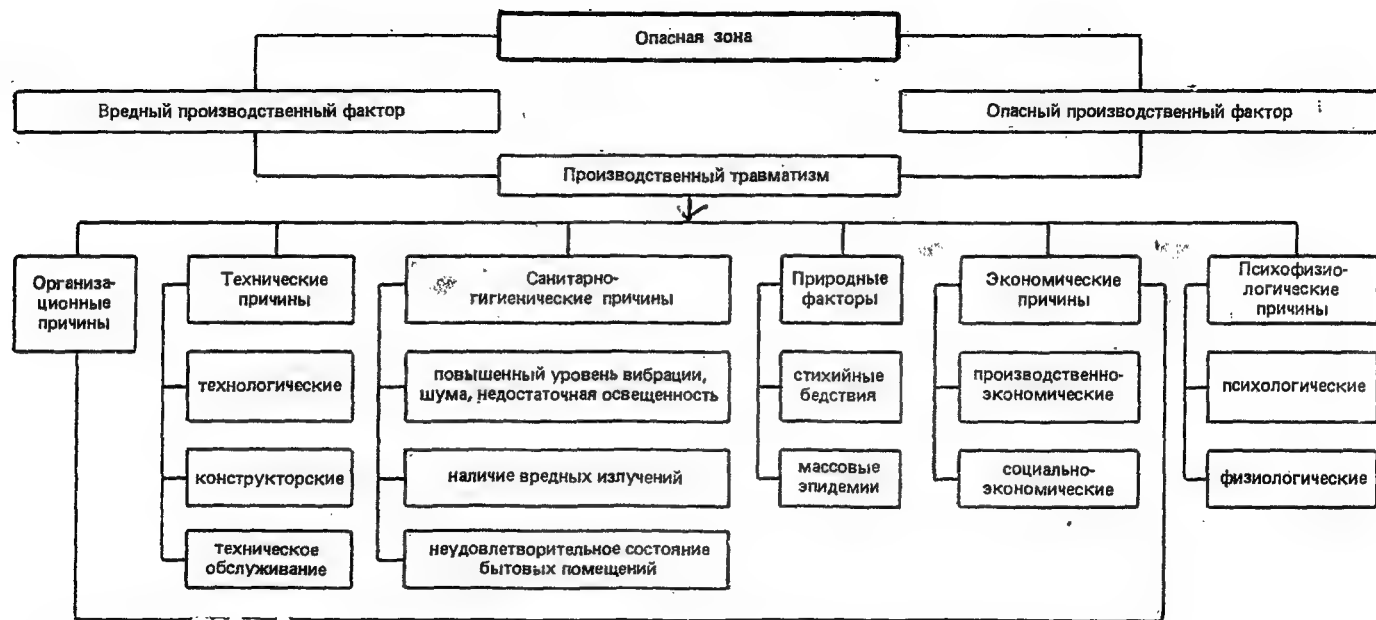 Опасная зона
Вредный производственный фактор
Опасный производственный фактор
Производственный травматизм
Организа-
ционные
причины
Технические
причины
Санитарно-
гигиенические причины
Природные
факторы
Экономические
причины
Психофизио-
логические
причины
технологические
повышенный уровень вибрации,
шума, недостаточная освещенность
стихийные
бедствия
производственно-
экономические
психологические
конструкторские
наличие вредных излучений
массовые
эпидемии
социально-
экономические
физиологические
техническое
обслуживание
неудовлетворительное состояние
бытовых помещений